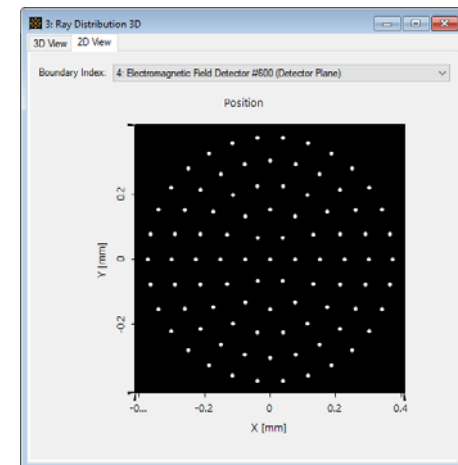 3: Ray Distribution 3D
3D View 2D View
Boundary Index: 4: Electromagnetic Field Detector #600 (Detector Plane)
Position
0.2
0
-0.2
Y [mm]
-0... -0.2 0 0.2 0.4
X [mm]